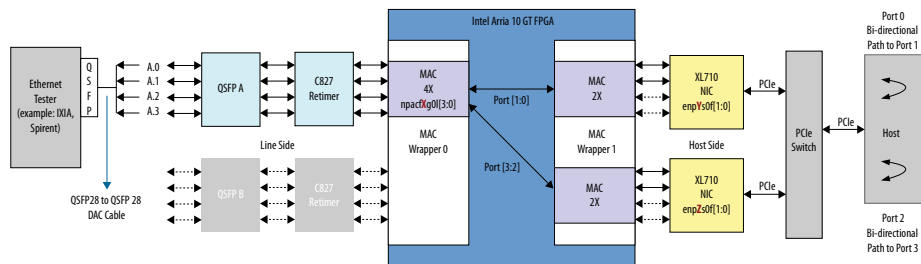 Intel Arria 10 GT FPGA
Port 0
Bi-directional
Path to Port 1
Ethernet
Tester
(example: IXIA,
Spirent)
Q
S
F
P
A.0
A.1
A.2
A.3
QSFP A
C827
Retimer
MAC
4X
npacfXg0l[3:0]
MAC
Wrapper 0
Port [1:0]
Port [3:2]
MAC
2X
MAC
Wrapper 1
MAC
2X
XL710
NIC
enpYs0f[1:0]
PCIe
Host Side
XL710
NIC
enpZs0f[1:0]
PCIe
PCIe
Switch
PCIe
Host
Line Side
QSFP B
C827
Retimer
QSFP28 to QSFP 28
DAC Cable
Port 2
Bi-directional
Path to Port 3